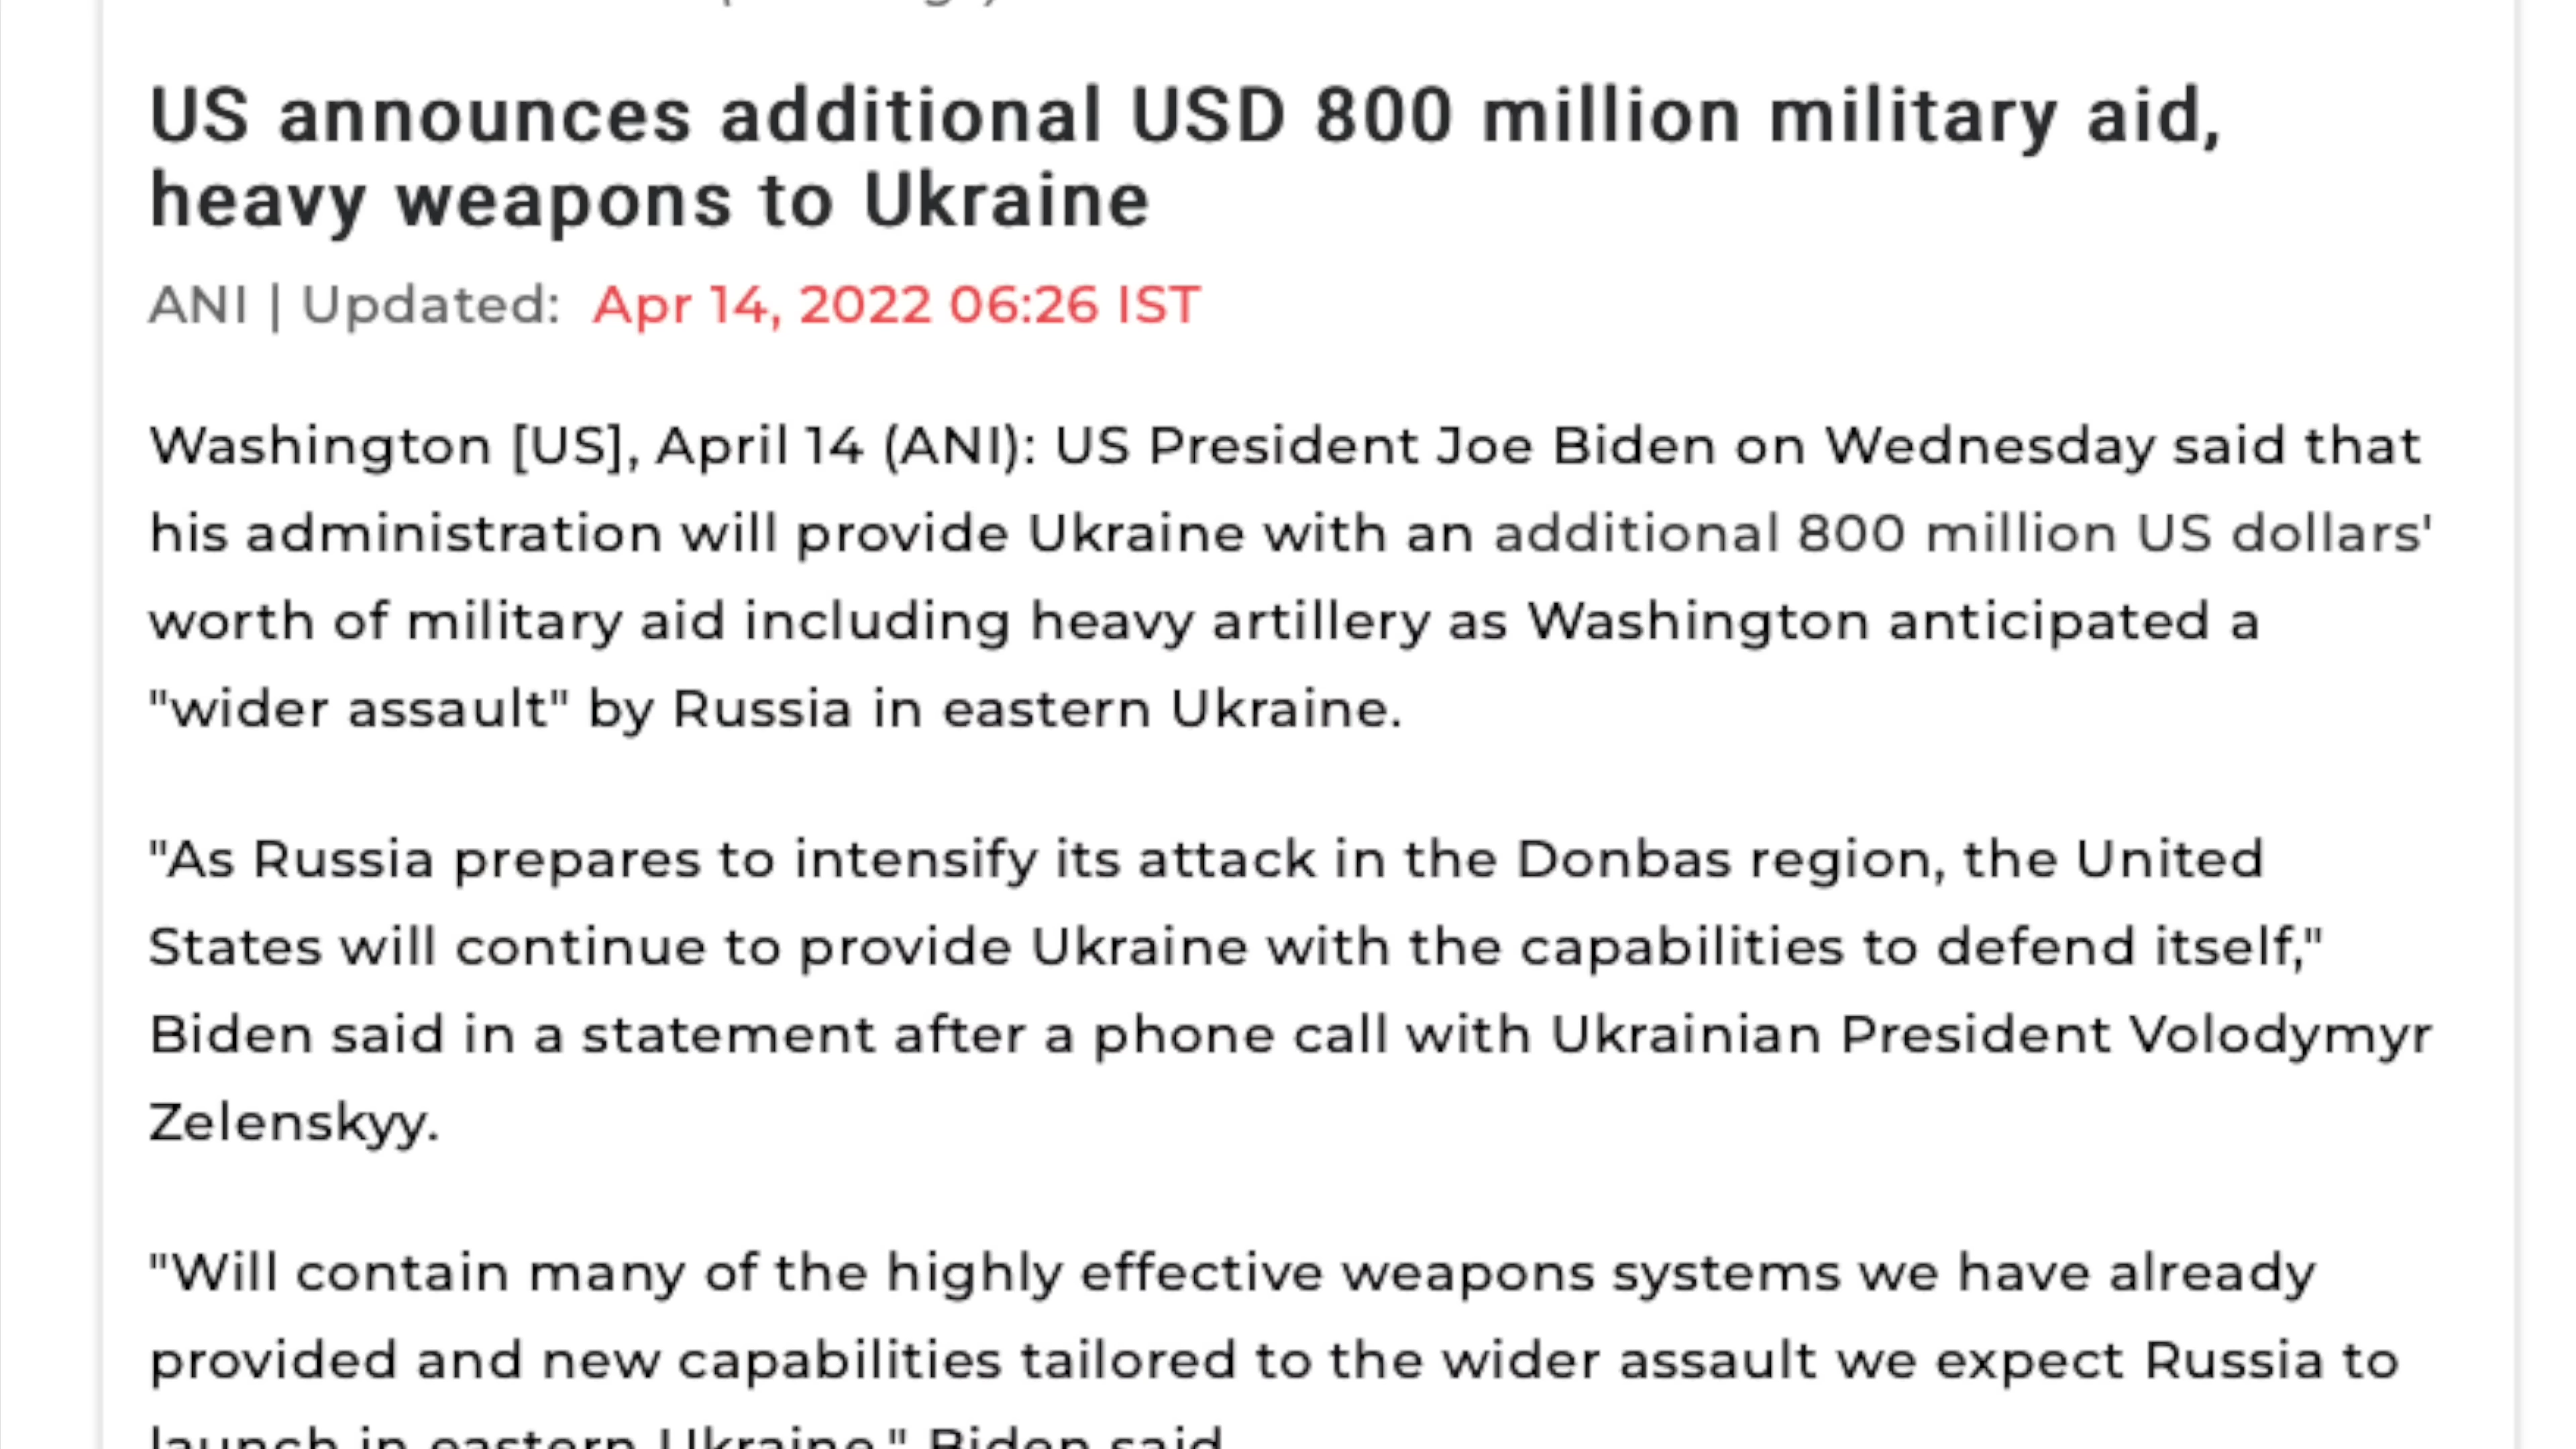 US announces additional USD 800 million military aid,
heavy weapons to Ukraine
ANI | Updated: Apr 14, 2022 06:26 IST
Washington [US], April 14 (ANI): US President Joe Biden on Wednesday said that
his administration will provide Ukraine with an additional 800 million US dollars'
worth of military aid including heavy artillery as Washington anticipated a
"wider assault" by Russia in eastern Ukraine.
"As Russia prepares to intensify its attack in the Donbas region, the United
States will continue to provide Ukraine with the capabilities to defend itself,"
Biden said in a statement after a phone call with Ukrainian President Volodymyr
Zelenskyy.
"Will contain many of the highly effective weapons systems we have already
provided and new capabilities tailored to the wider assault we expect Russia to
launch in eastern Ukraine," Biden said